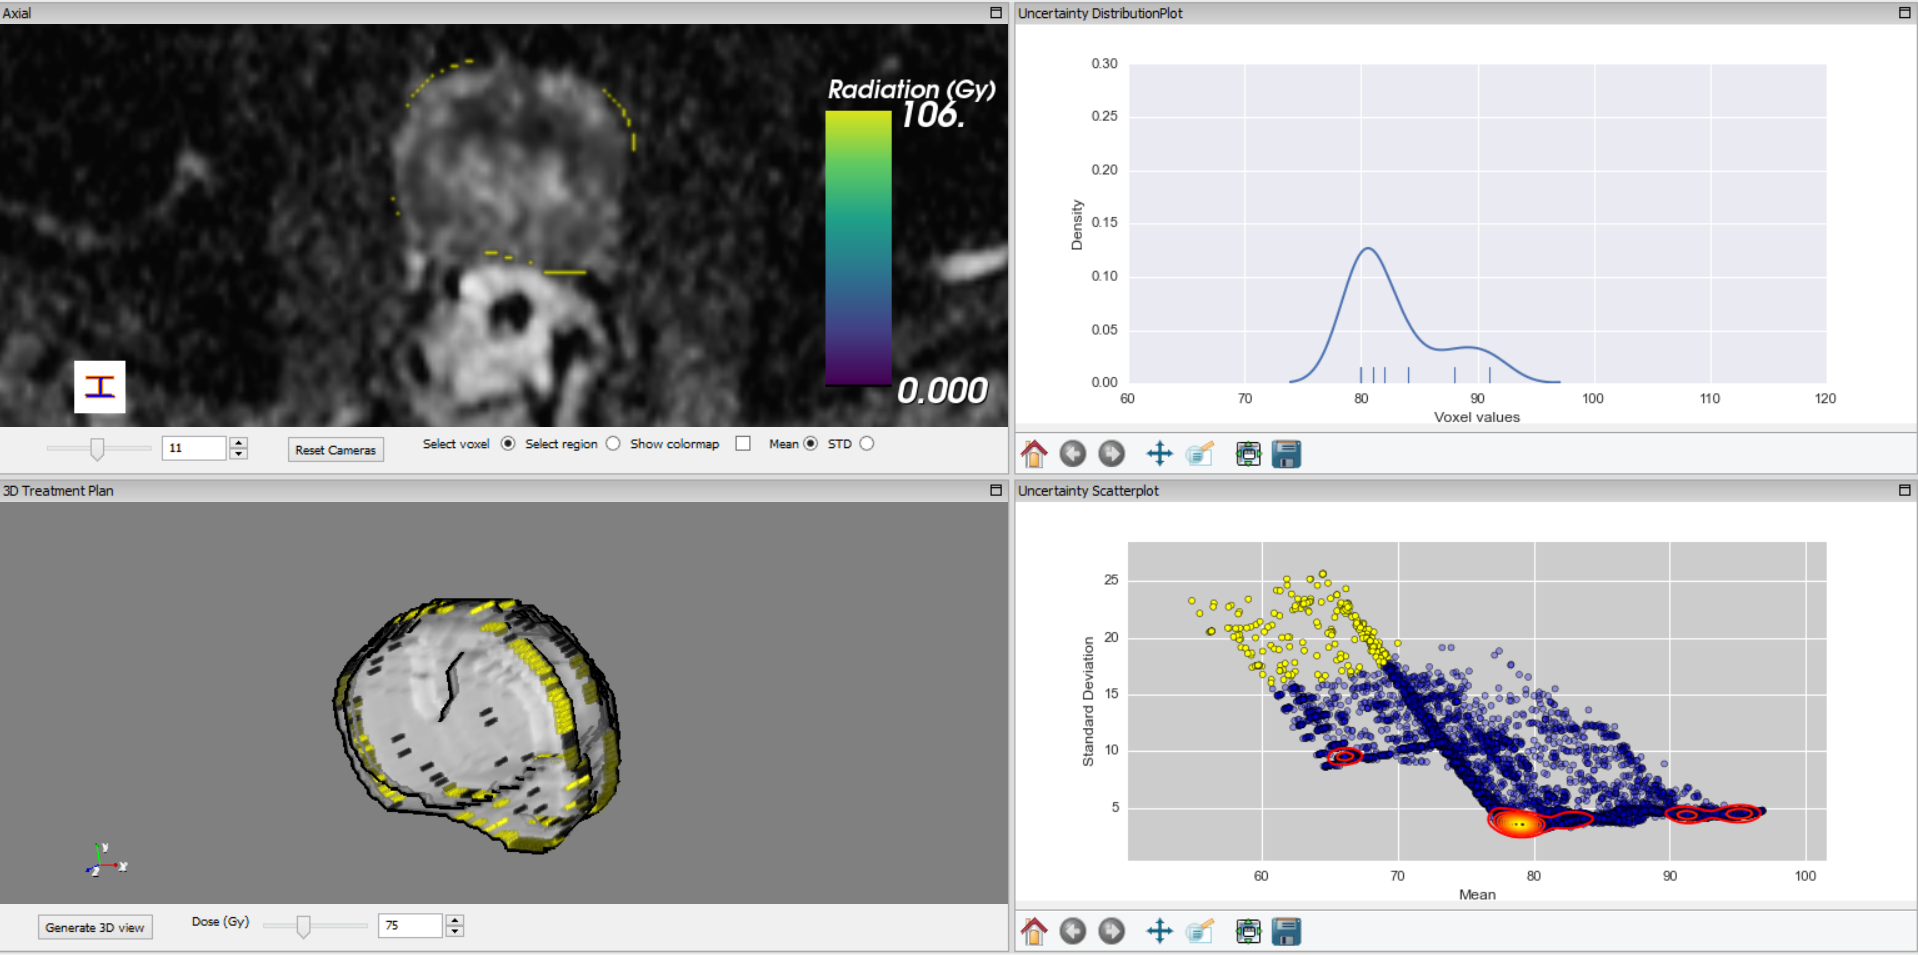 Axial
Radiation (Gy)
106.
0.000
11
Reset Cameras
Select voxel
Select region
Show colormap
Mean
STD
Uncertainty DistributionPlot
0.30
0.25
0.20
0.15
0.10
0.05
0.00
Density
60 70 80 90 100 110 120
Voxel values
3D Treatment Plan
y
x
z
Generate 3D view
Dose (Gy)
75
Uncertainty Scatterplot
25
20
15
10
5
Standard Deviation
60 70 80 90 100
Mean